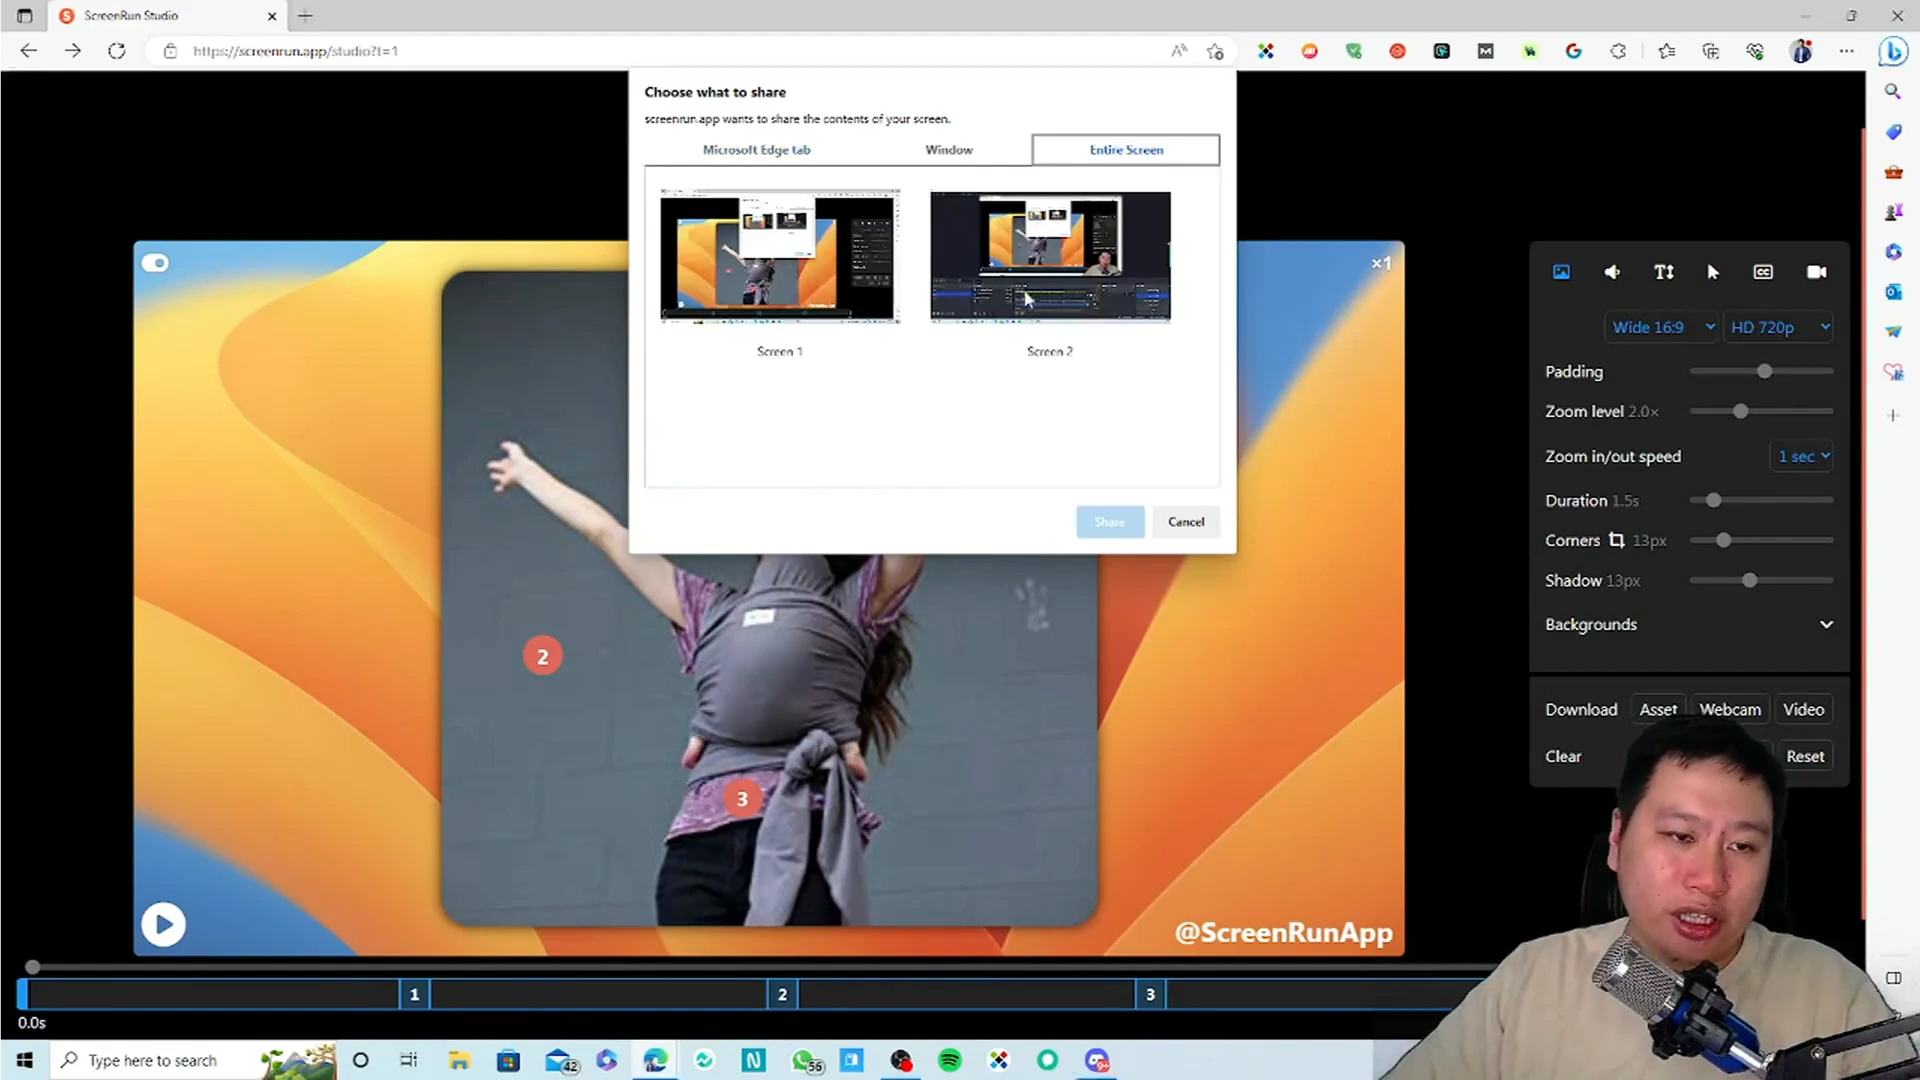 ScreenRun Studio
https://screenrun.app/studio?t=1
Choose what to share
screenrun.app wants to share the contents of your screen.
Microsoft Edge tab
Window
Entire Screen
Screen 1
Screen 2
Share
Cancel
×1
2
3
@ScreenRunApp
Wide 16:9
HD 720p
Padding
Zoom level 2.0×
Zoom in/out speed
1 sec
Duration 1.5s
Corners 13px
Shadow 13px
Backgrounds
Download
Asset
Webcam
Video
Clear
Reset
1
2
3
0.0s
Type here to search
42
56